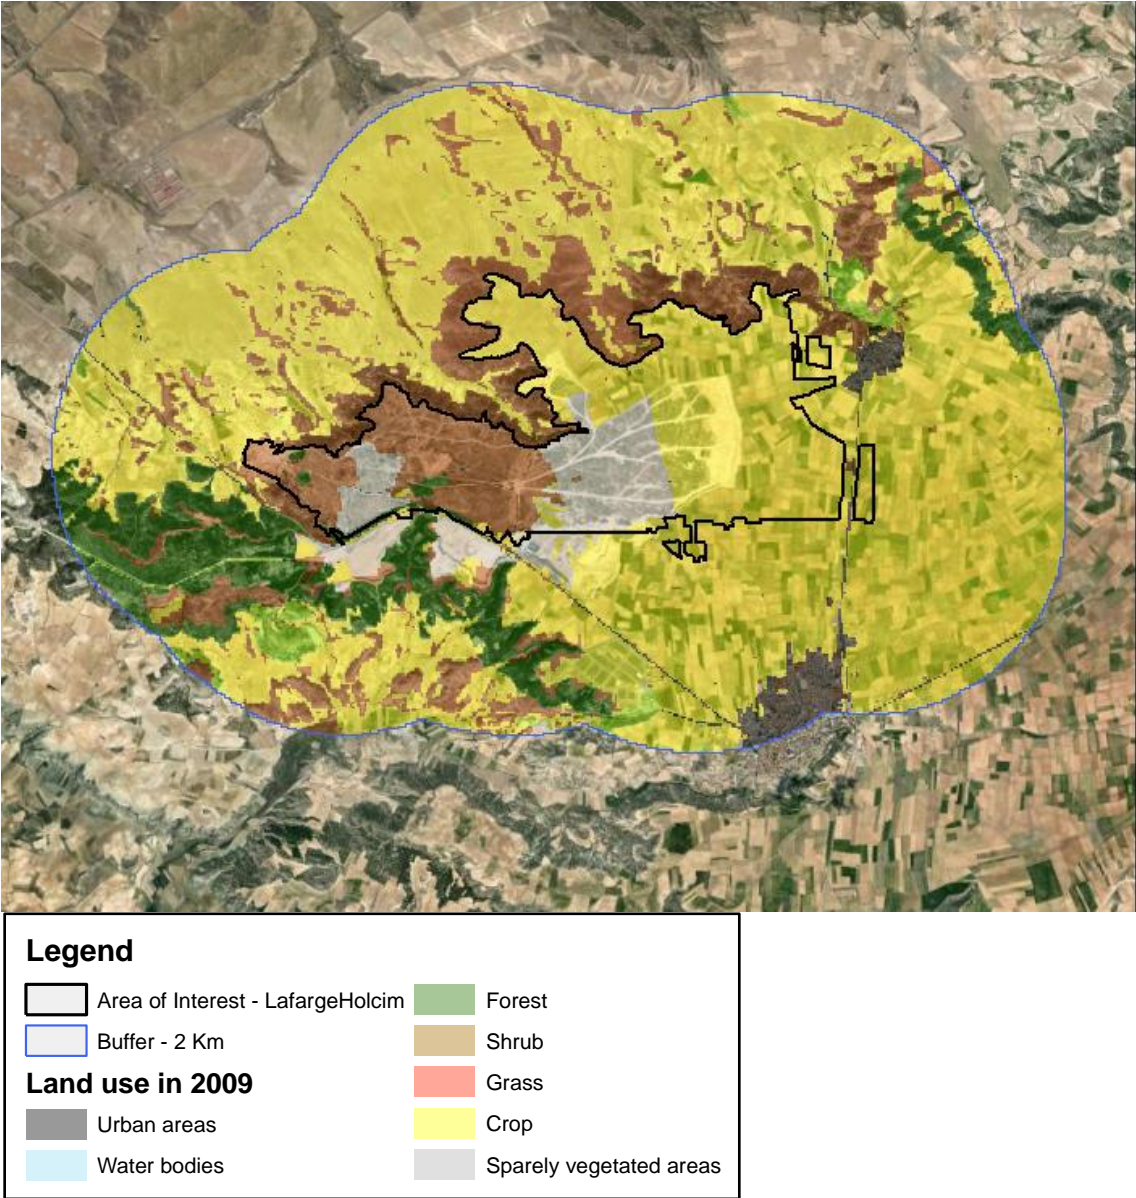 Legend
Area of Interest - LafargeHolcim
Buffer - 2 Km
Land use in 2009
Urban areas
Water bodies
Forest
Shrub
Grass
Crop
Sparely vegetated areas